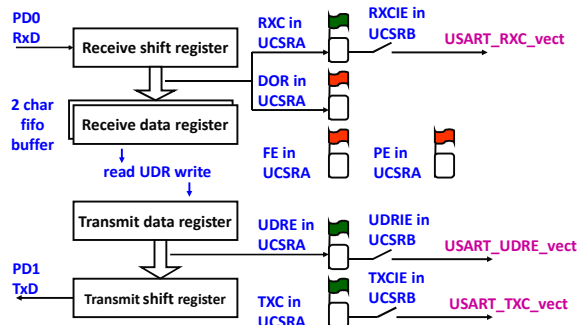 PD0
RxD
Receive shift register
RXC in
UCSRA
RXCIE in
UCSRB
USART_RXC_vect
DOR in
UCSRA
2 char
fifo
buffer
Receive data register
FE in
UCSRA
PE in
UCSRA
read UDR write
Transmit data register
UDRE in
UCSRA
UDRIE in
UCSRB
USART_UDRE_vect
PD1
TxD
Transmit shift register
TXC in
UCSRA
TXCIE in
UCSRB
USART_TXC_vect